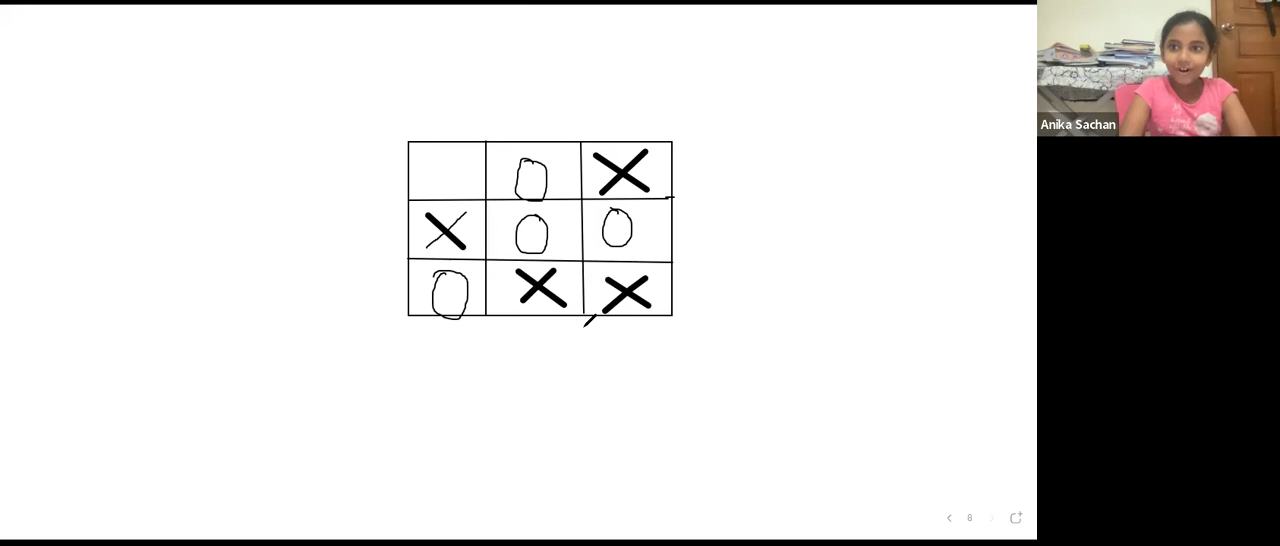 Anika Sachan
O X
X O O
O X X
8